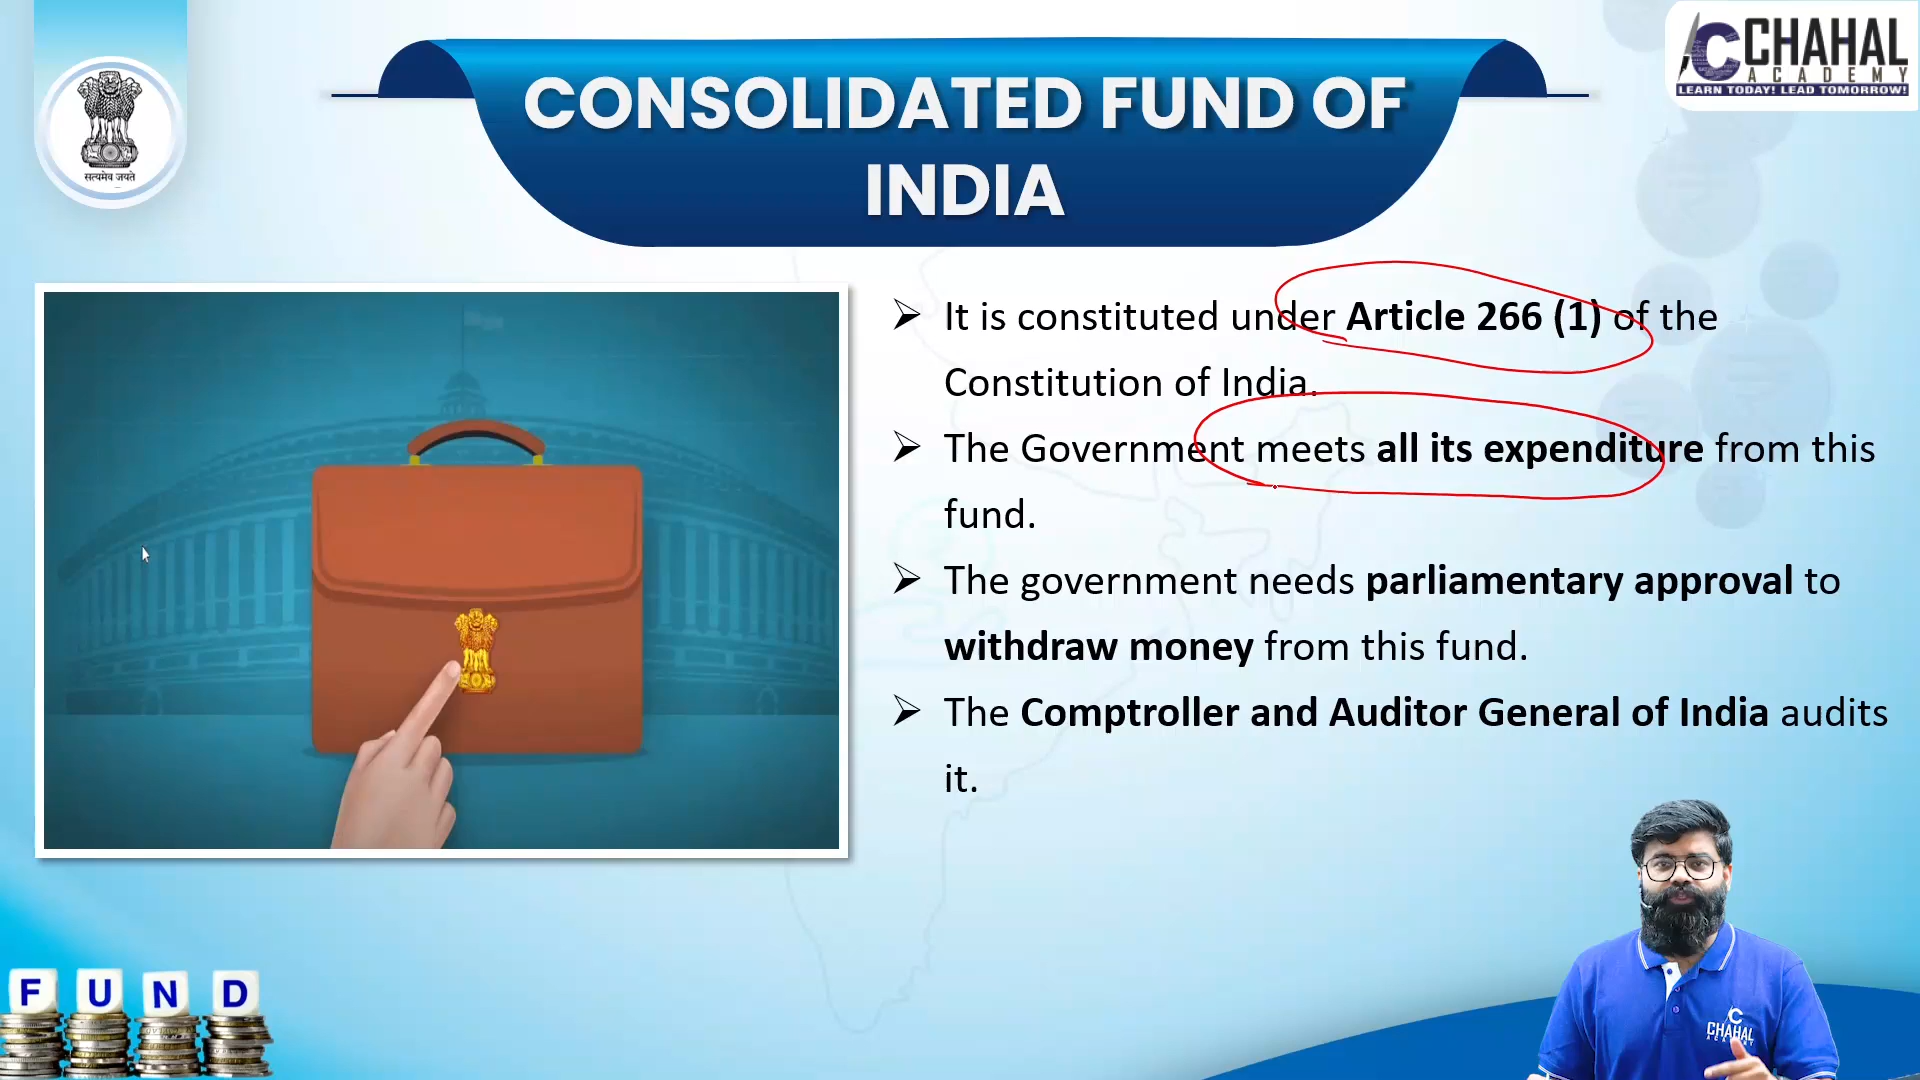 CHAHAL
ACADEMY
LEARN TODAY! LEAD TOMORROW!
सत्यमेव जयते
CONSOLIDATED FUND OF
INDIA
➢ It is constituted under Article 266 (1) of the
Constitution of India.
➢ The Government meets all its expenditure from this
fund.
➢ The government needs parliamentary approval to
withdraw money from this fund.
➢ The Comptroller and Auditor General of India audits
it.
FUND
CHAHAL
ACADEMY